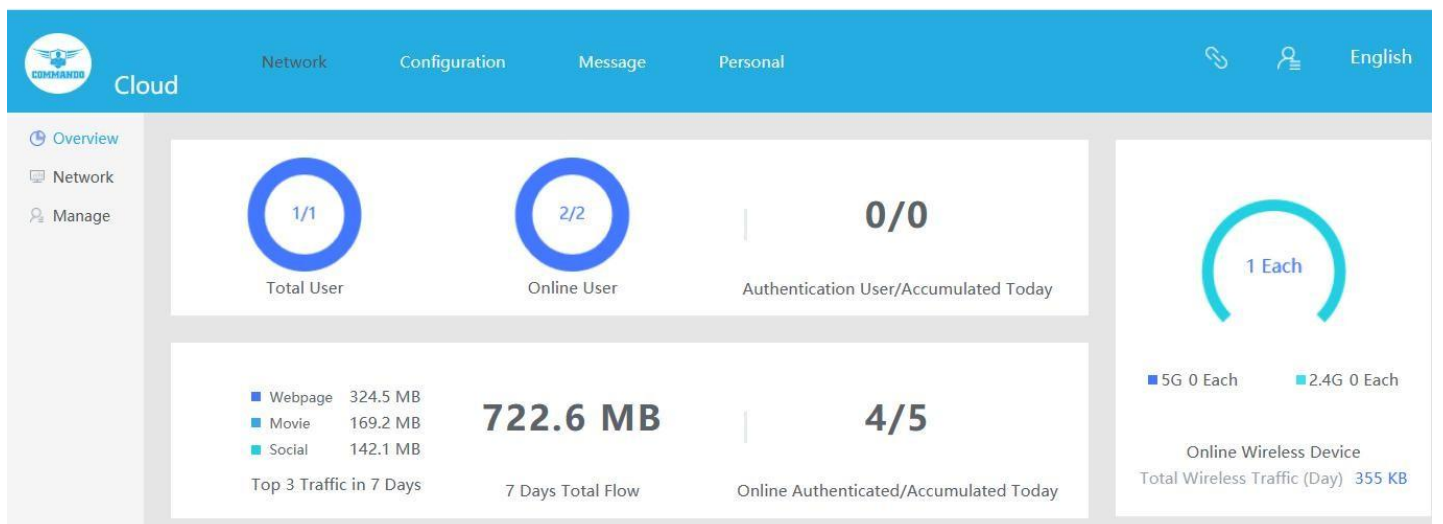 COMMANDO
Cloud
Network Configuration Message Personal
English
Overview
Network
Manage
1/1
Total User
2/2
Online User
0/0
Authentication User/Accumulated Today
Webpage 324.5 MB
Movie 169.2 MB
Social 142.1 MB
Top 3 Traffic in 7 Days
722.6 MB
7 Days Total Flow
4/5
Online Authenticated/Accumulated Today
1 Each
5G 0 Each 2.4G 0 Each
Online Wireless Device
Total Wireless Traffic (Day) 355 KB